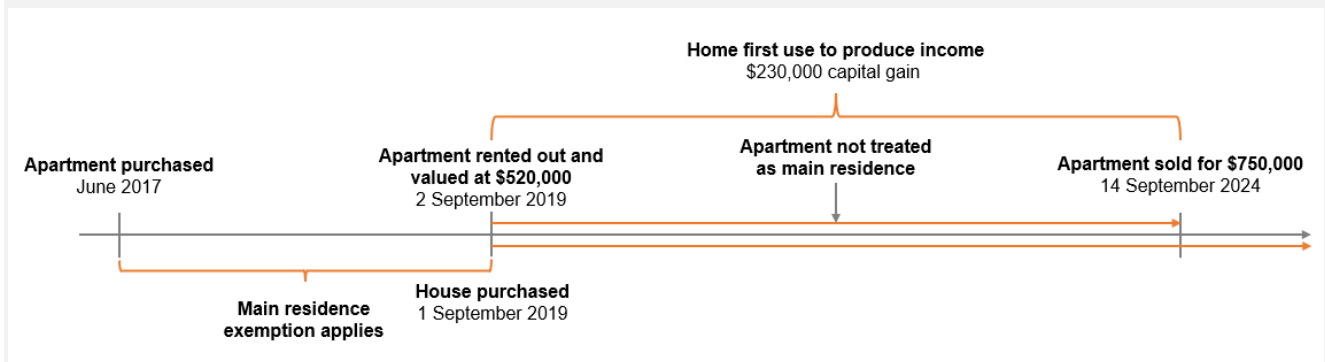 Home first use to produce income
$230,000 capital gain
Apartment purchased
June 2017
Apartment rented out and
valued at $520,000
2 September 2019
Apartment not treated
as main residence
Apartment sold for $750,000
14 September 2024
Main residence
exemption applies
House purchased
1 September 2019